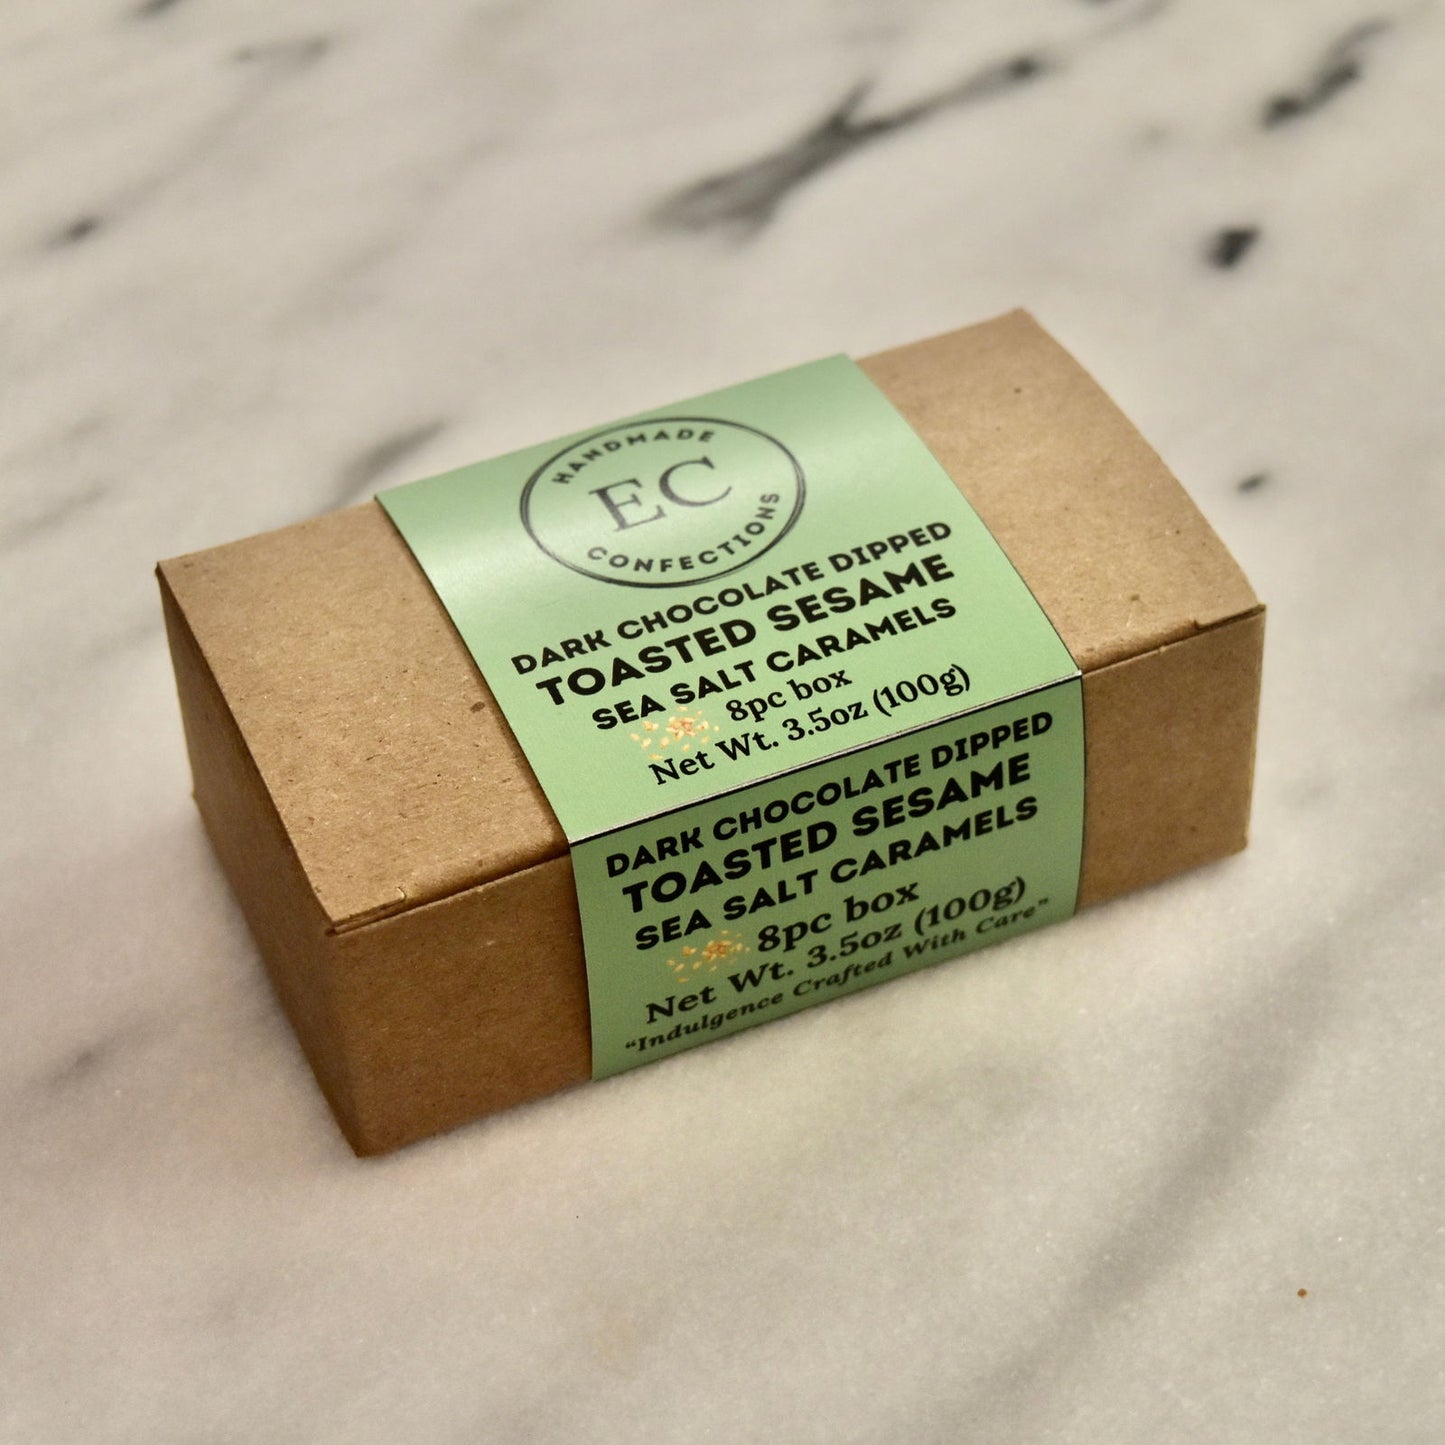 HANDMADE
EC
CONFECTIONS
DARK CHOCOLATE DIPPED
TOASTED SESAME
SEA SALT CARAMELS
8pc box
Net Wt. 3.5oz (100g)
DARK CHOCOLATE DIPPED
TOASTED SESAME
SEA SALT CARAMELS
8pc box
Net Wt. 3.5oz (100g)
“Indulgence Crafted With Care”